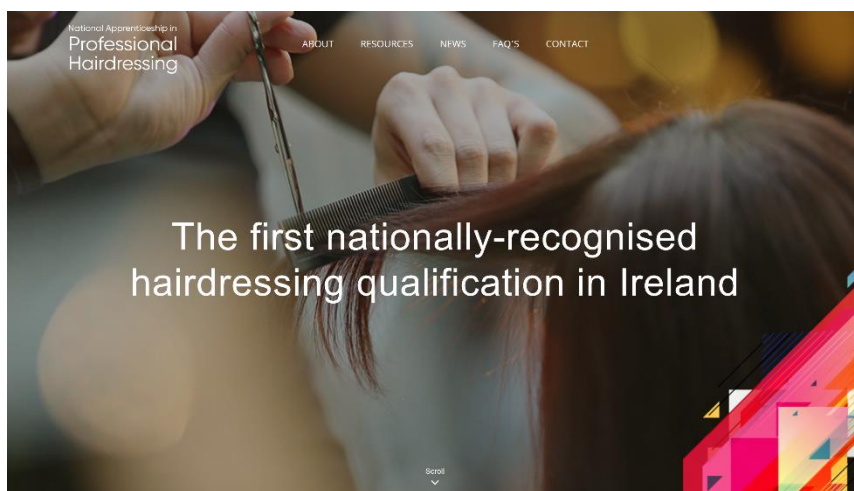 National Apprenticeship in
Professional
Hairdressing
ABOUT RESOURCES NEWS FAQ'S CONTACT
The first nationally-recognised
hairdressing qualification in Ireland
Scroll